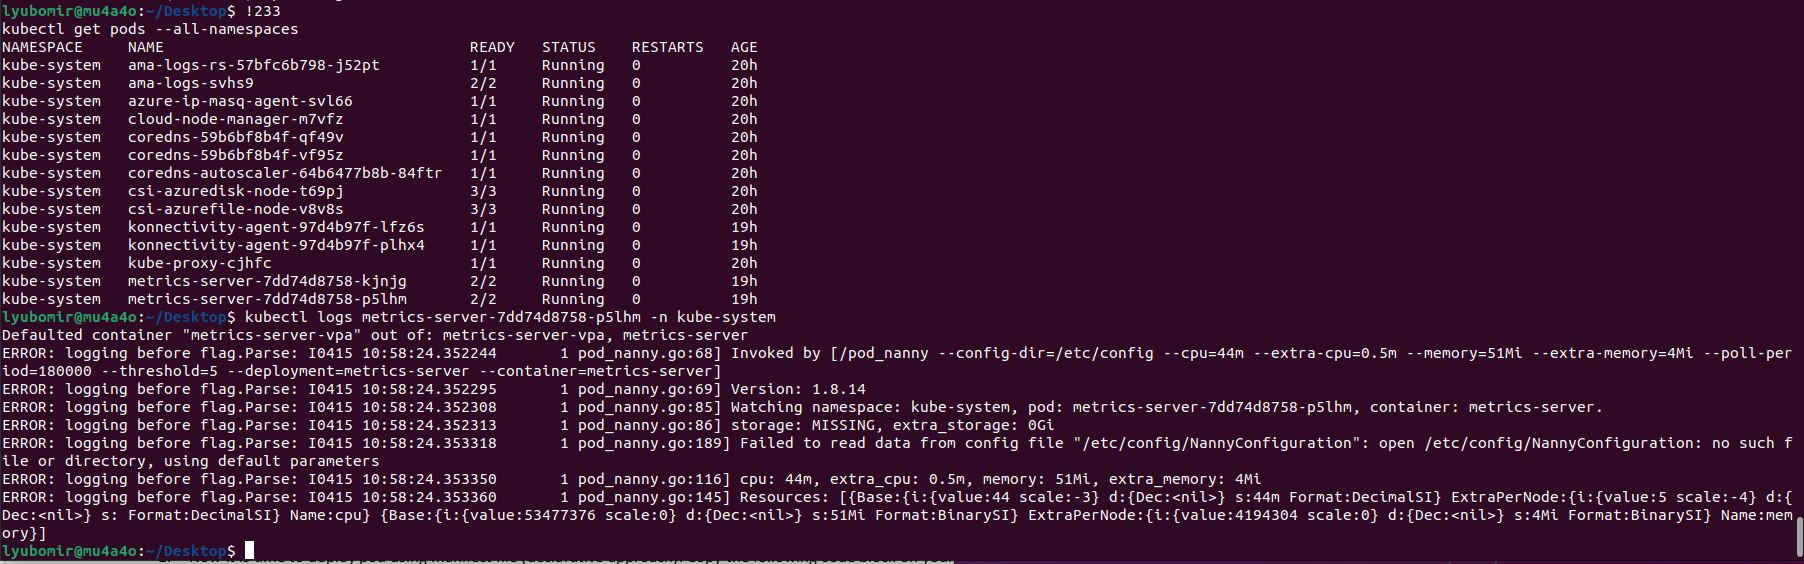 lyubomir@mu4a4o:~/Desktop$ !233
kubectl get pods --all-namespaces
NAMESPACE     NAME                                  READY   STATUS    RESTARTS   AGE
kube-system   ama-logs-rs-57bfc6b798-j52pt          1/1     Running   0          20h
kube-system   ama-logs-svhs9                        2/2     Running   0          20h
kube-system   azure-ip-masq-agent-svl66             1/1     Running   0          20h
kube-system   cloud-node-manager-m7vfz              1/1     Running   0          20h
kube-system   coredns-59b6bf8b4f-qf49v              1/1     Running   0          20h
kube-system   coredns-59b6bf8b4f-vf95z              1/1     Running   0          20h
kube-system   coredns-autoscaler-64b6477b8b-84ftr   1/1     Running   0          20h
kube-system   csi-azuredisk-node-t69pj              3/3     Running   0          20h
kube-system   csi-azurefile-node-v8v8s              3/3     Running   0          20h
kube-system   konnectivity-agent-97d4b97f-lfz6s     1/1     Running   0          19h
kube-system   konnectivity-agent-97d4b97f-plhx4     1/1     Running   0          19h
kube-system   kube-proxy-cjhfc                      1/1     Running   0          20h
kube-system   metrics-server-7dd74d8758-kjnjg       2/2     Running   0          19h
kube-system   metrics-server-7dd74d8758-p5lhm       2/2     Running   0          19h
lyubomir@mu4a4o:~/Desktop$ kubectl logs metrics-server-7dd74d8758-p5lhm -n kube-system
Defaulted container "metrics-server-vpa" out of: metrics-server-vpa, metrics-server
ERROR: logging before flag.Parse: I0415 10:58:24.352244       1 pod_nanny.go:68] Invoked by [/pod_nanny --config-dir=/etc/config --cpu=44m --extra-cpu=0.5m --memory=51Mi --extra-memory=4Mi --poll-per
iod=180000 --threshold=5 --deployment=metrics-server --container=metrics-server]
ERROR: logging before flag.Parse: I0415 10:58:24.352295       1 pod_nanny.go:69] Version: 1.8.14
ERROR: logging before flag.Parse: I0415 10:58:24.352308       1 pod_nanny.go:85] Watching namespace: kube-system, pod: metrics-server-7dd74d8758-p5lhm, container: metrics-server.
ERROR: logging before flag.Parse: I0415 10:58:24.352313       1 pod_nanny.go:86] storage: MISSING, extra_storage: 0Gi
ERROR: logging before flag.Parse: I0415 10:58:24.353318       1 pod_nanny.go:189] Failed to read data from config file "/etc/config/NannyConfiguration": open /etc/config/NannyConfiguration: no such f
ile or directory, using default parameters
ERROR: logging before flag.Parse: I0415 10:58:24.353350       1 pod_nanny.go:116] cpu: 44m, extra_cpu: 0.5m, memory: 51Mi, extra_memory: 4Mi
ERROR: logging before flag.Parse: I0415 10:58:24.353360       1 pod_nanny.go:145] Resources: [{Base:{i:{value:44 scale:-3} d:{Dec:<nil>} s:44m Format:DecimalSI} ExtraPerNode:{i:{value:5 scale:-4} d:{
Dec:<nil>} s: Format:DecimalSI} Name:cpu} {Base:{i:{value:53477376 scale:0} d:{Dec:<nil>} s:51Mi Format:BinarySI} ExtraPerNode:{i:{value:4194304 scale:0} d:{Dec:<nil>} s:4Mi Format:BinarySI} Name:mem
ory}]
lyubomir@mu4a4o:~/Desktop$